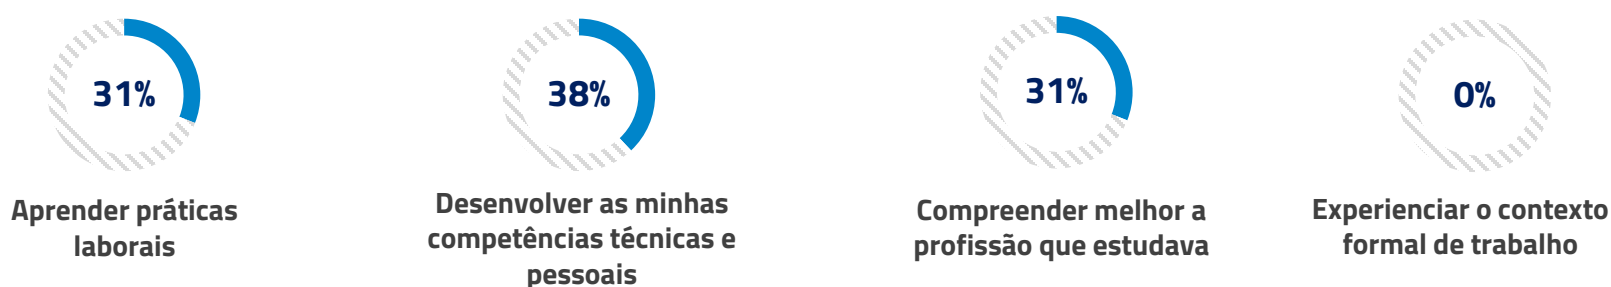 31%
Aprender práticas
laborais
38%
Desenvolver as minhas
competências técnicas e
pessoais
31%
Compreender melhor a
profissão que estudava
0%
Experienciar o contexto
formal de trabalho